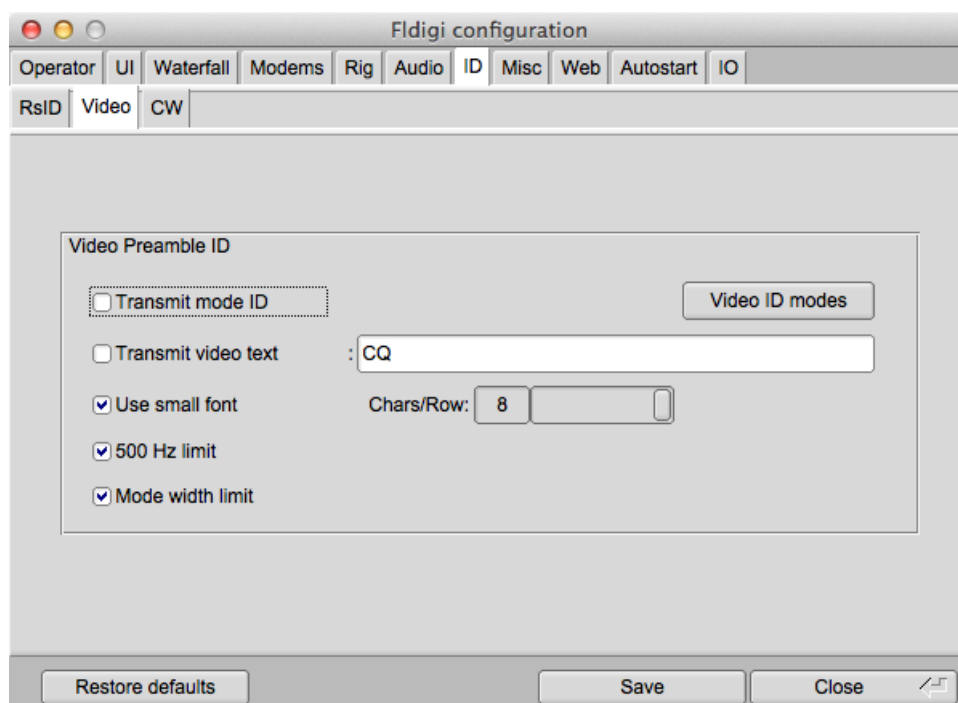 Fldigi configuration
Operator UI Waterfall Modems Rig Audio ID Misc Web Autostart IO
RsID Video CW
Video Preamble ID
Transmit mode ID Video ID modes
Transmit video text : CQ
Use small font Chars/Row: 8
500 Hz limit
Mode width limit
Restore defaults Save Close